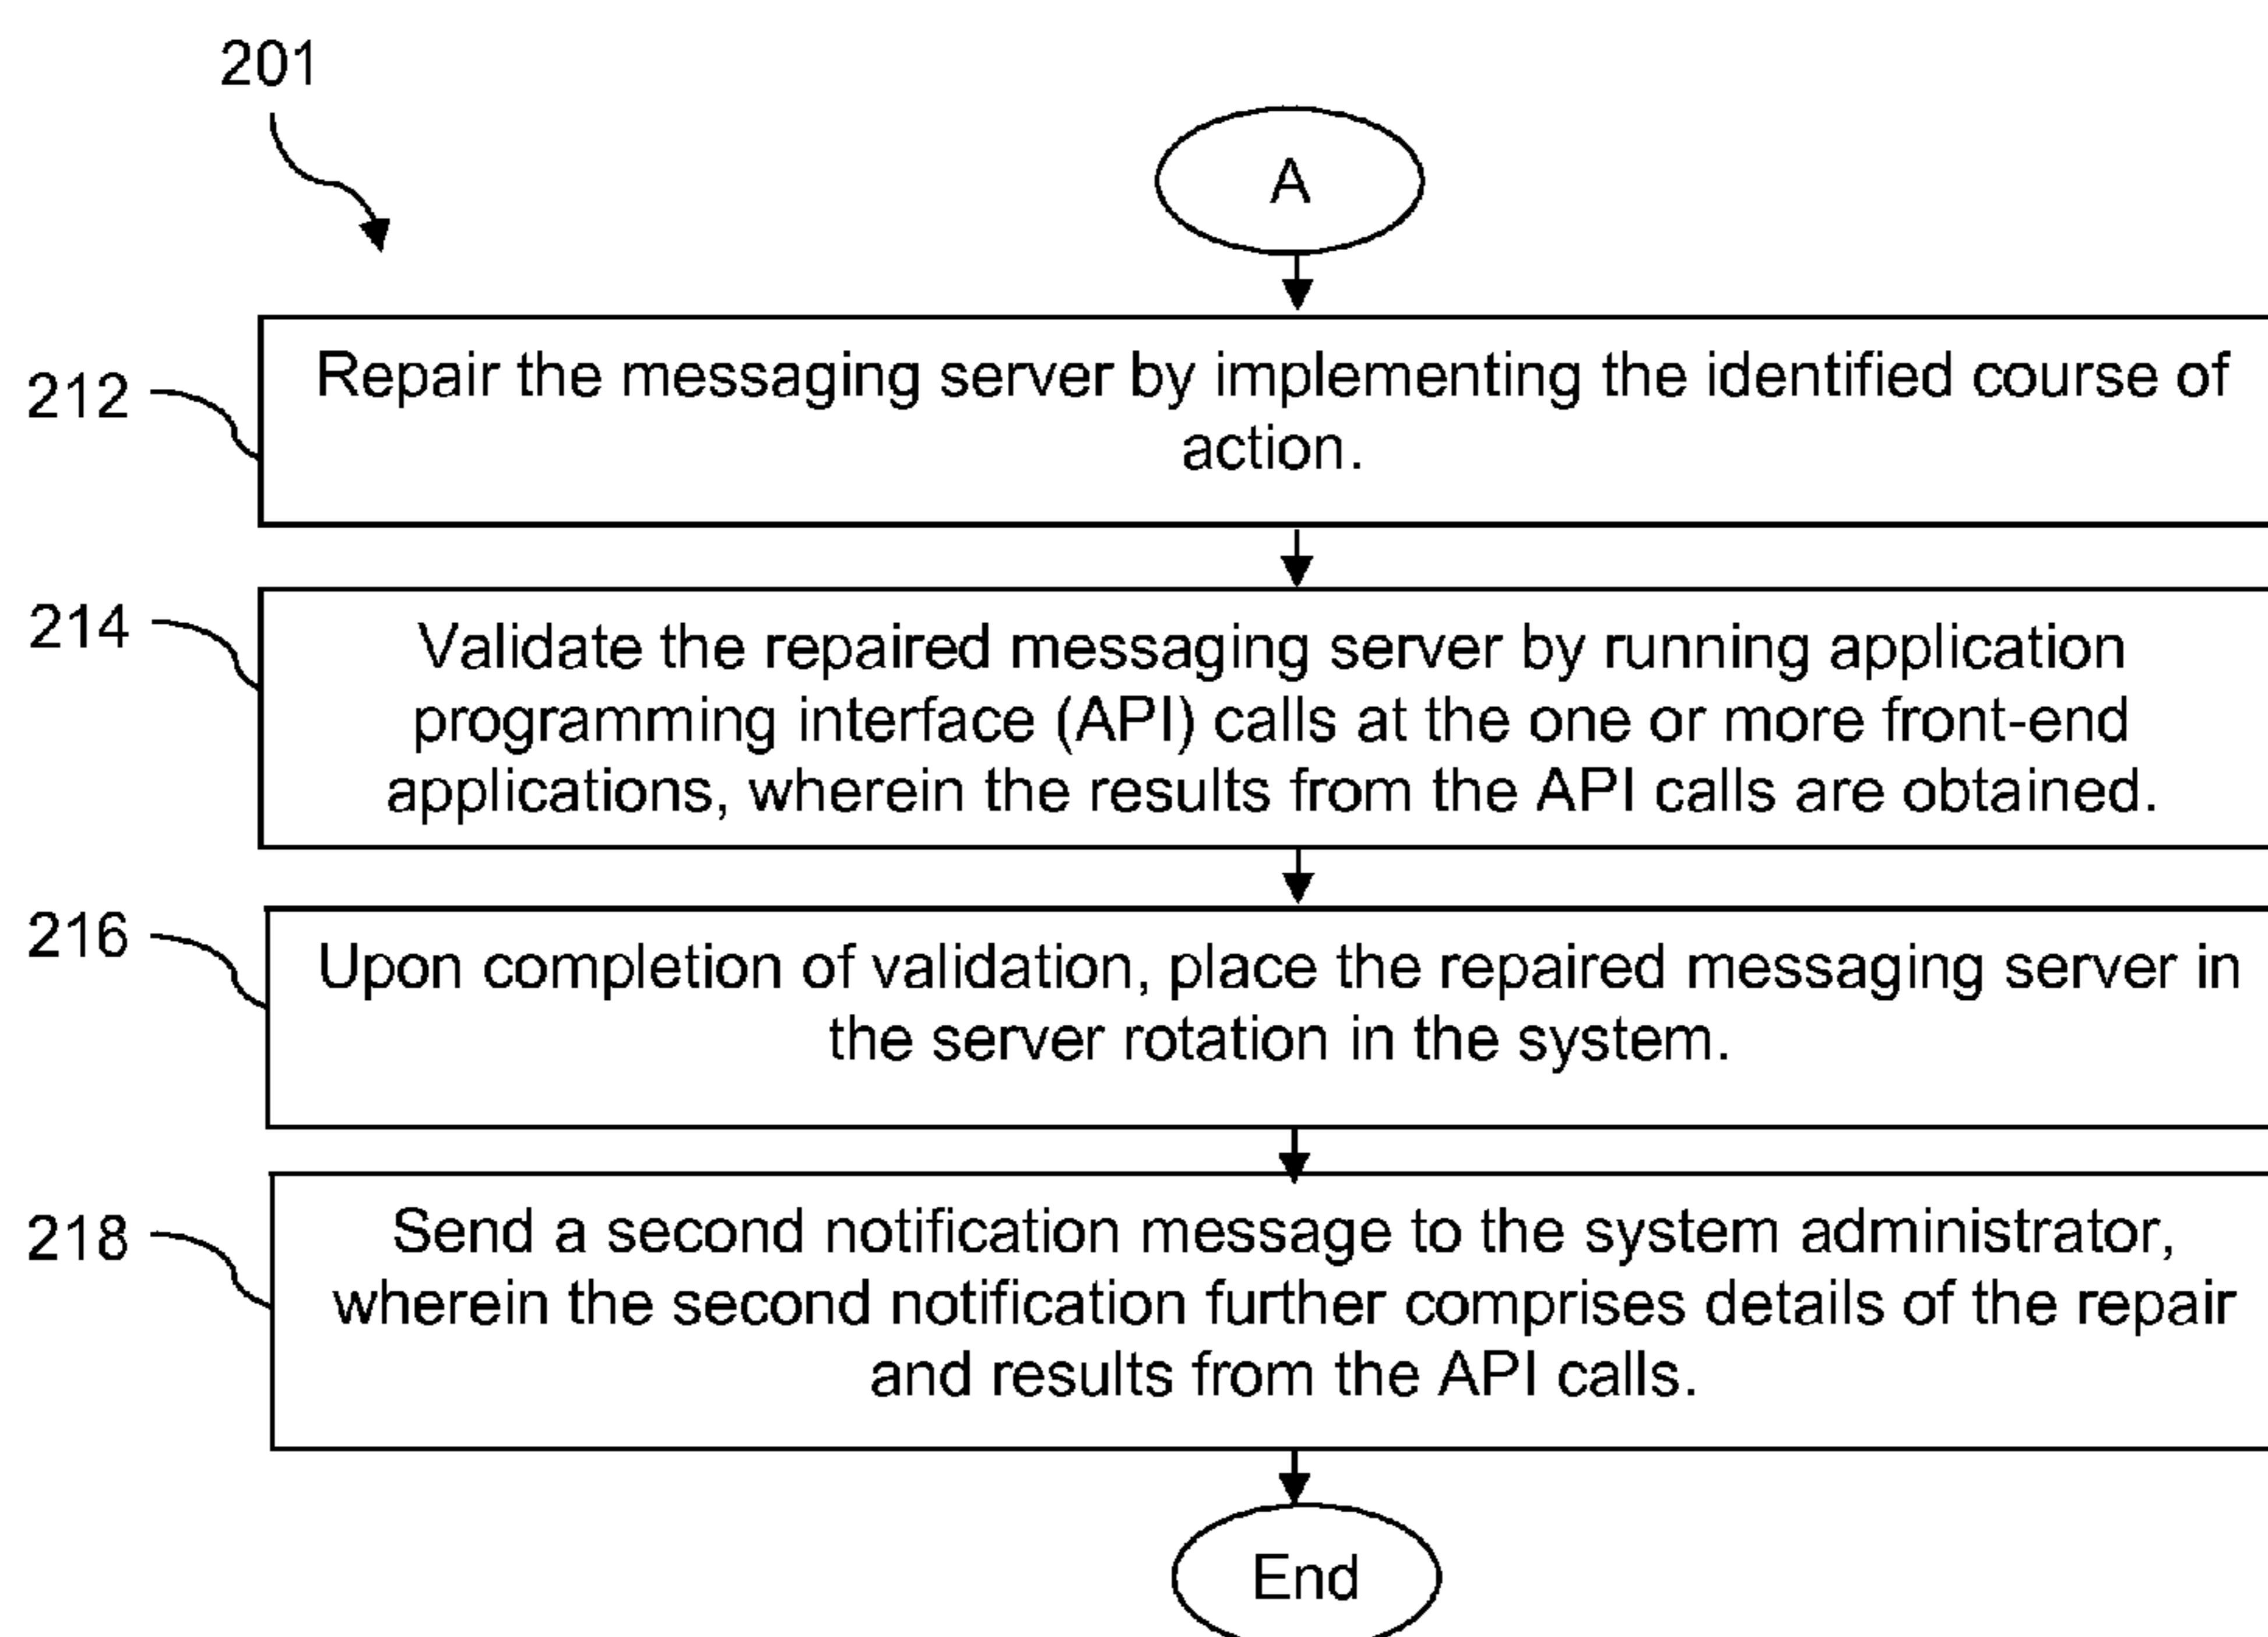 201
A
212
Repair the messaging server by implementing the identified course of
action.
214
Validate the repaired messaging server by running application
programming interface (API) calls at the one or more front-end
applications, wherein the results from the API calls are obtained.
216
Upon completion of validation, place the repaired messaging server in
the server rotation in the system.
218
Send a second notification message to the system administrator,
wherein the second notification further comprises details of the repair
and results from the API calls.
End